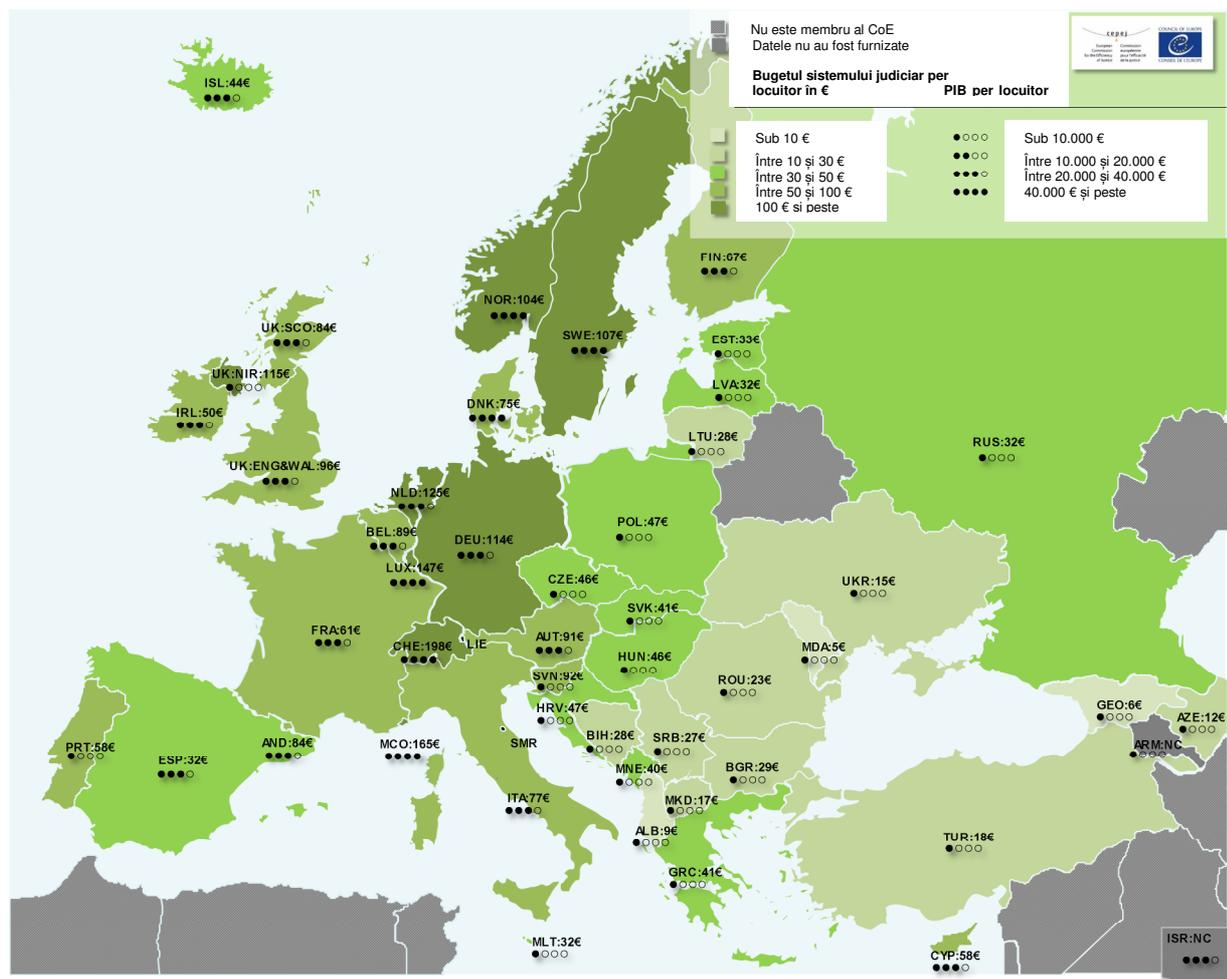 Nu este membru al CoE
Datele nu au fost furnizate
Bugetul sistemului judiciar per
locuitor în €
PIB per locuitor
cepej
COUNCIL OF EUROPE
CONSEIL DE L'EUROPE
Sub 10 €
Între 10 și 30 €
Între 30 și 50 €
Între 50 și 100 €
100 € și peste
Sub 10.000 €
Între 10.000 și 20.000 €
Între 20.000 și 40.000 €
40.000 € și peste
ISL:44€
FIN:67€
NOR:104€
UK:SCO:84€
SWE:107€
EST:33€
UK:NIR:115€
LVA:32€
DNK:75€
IRL:50€
LTU:28€
RUS:32€
UK:ENG&WAL:96€
NLD:125€
POL:47€
BEL:89€
DEU:114€
LUX:147€
CZE:46€
UKR:15€
SVK:41€
FRA:61€
AUT:91€
CHE:198€
LIE
MDA:5€
HUN:46€
SVN:92€
ROU:23€
HRV:47€
GEO:6€
AZE:12€
BIH:28€
SRB:27€
PRT:58€
AND:84€
MCO:165€
SMR
ARM:NC
ESP:32€
MNE:40€
BGR:29€
ITA:77€
MKD:17€
ALB:9€
TUR:18€
GRC:41€
MLT:32€
CYP:58€
ISR:NC